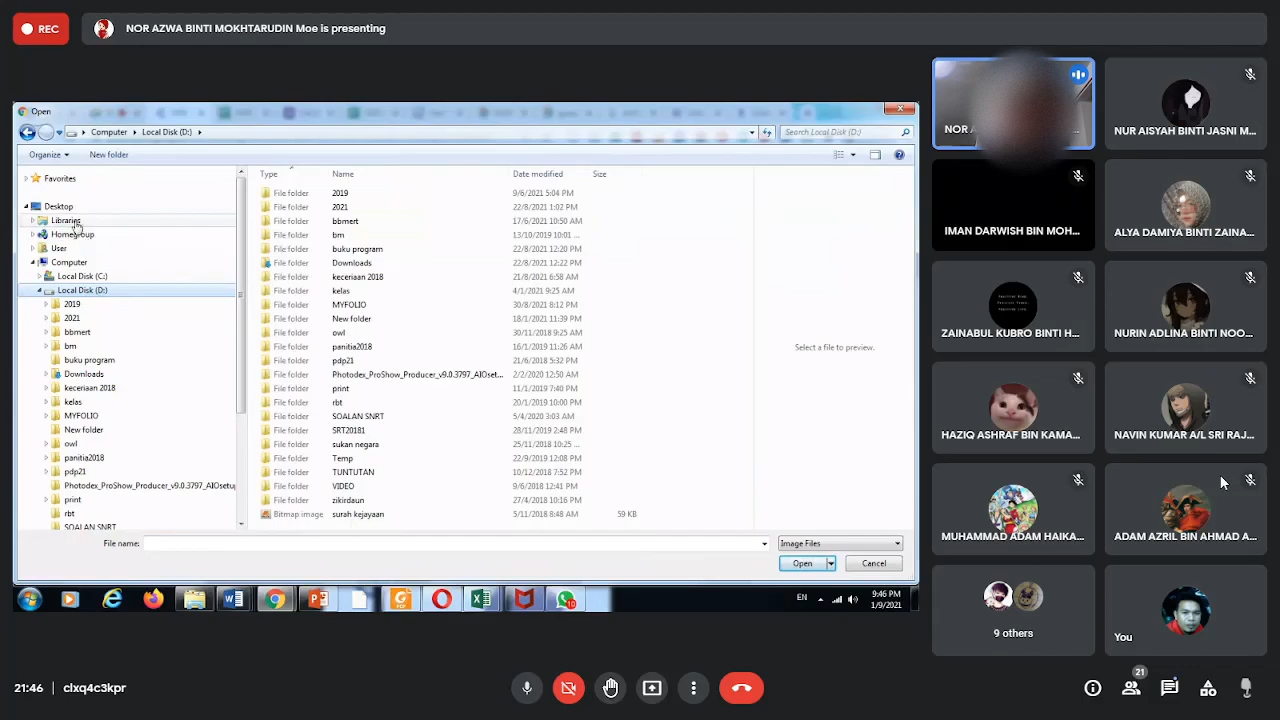 REC
NOR AZWA BINTI MOKHTARUDIN Moe is presenting
Open
Computer Local Disk (D:)
Search Local Disk (D:)
Organize
New folder
Favorites
Desktop
Libraries
Homegroup
User
Computer
Local Disk (C:)
Local Disk (D:)
2019
2021
bbmert
bm
buku program
Downloads
keceriaan 2018
kelas
MYFOLIO
New folder
owl
panitia2018
pdp21
Photodex_ProShow_Producer_v9.0.3797_AIOsetu
print
rbt
SOALAN SNRT
Type Name Date modified Size
File folder 2019 9/6/2021 5:04 PM
File folder 2021 22/8/2021 1:02 PM
File folder bbmert 17/6/2021 10:50 AM
File folder bm 13/10/2019 10:01 ...
File folder buku program 22/8/2021 12:20 PM
File folder Downloads 22/8/2021 12:22 PM
File folder keceriaan 2018 21/8/2021 6:58 AM
File folder kelas 4/1/2021 9:25 AM
File folder MYFOLIO 30/8/2021 8:12 PM
File folder New folder 18/1/2021 11:39 PM
File folder owl 30/11/2018 9:25 AM
File folder panitia2018 16/1/2019 11:26 AM
File folder pdp21 21/6/2018 5:32 PM
File folder Photodex_ProShow_Producer_v9.0.3797_AIOset... 2/2/2020 12:50 AM
File folder print 11/1/2019 7:40 PM
File folder rbt 20/1/2019 10:00 PM
File folder SOALAN SNRT 5/4/2020 3:03 AM
File folder SRT20181 28/11/2019 2:48 PM
File folder sukan negara 25/11/2018 10:25 ...
File folder Temp 22/9/2019 12:08 PM
File folder TUNTUTAN 10/12/2018 7:52 PM
File folder VIDEO 9/6/2018 12:41 PM
File folder zikirdaun 27/4/2018 10:16 PM
Bitmap image surah kejayaan 5/11/2018 8:48 AM 59 KB
Select a file to preview.
File name:
Image Files
Open
Cancel
EN
9:46 PM
1/9/2021
10
NOR A
NUR AISYAH BINTI JASNI M...
IMAN DARWISH BIN MOH...
ALYA DAMIYA BINTI ZAINA...
ZAINABUL KUBRO BINTI H...
NURIN ADLINA BINTI NOO...
HAZIQ ASHRAF BIN KAMA...
NAVIN KUMAR A/L SRI RAJ...
MUHAMMAD ADAM HAIKA...
ADAM AZRIL BIN AHMAD A...
9 others
You
21:46 | clxq4c3kpr
21